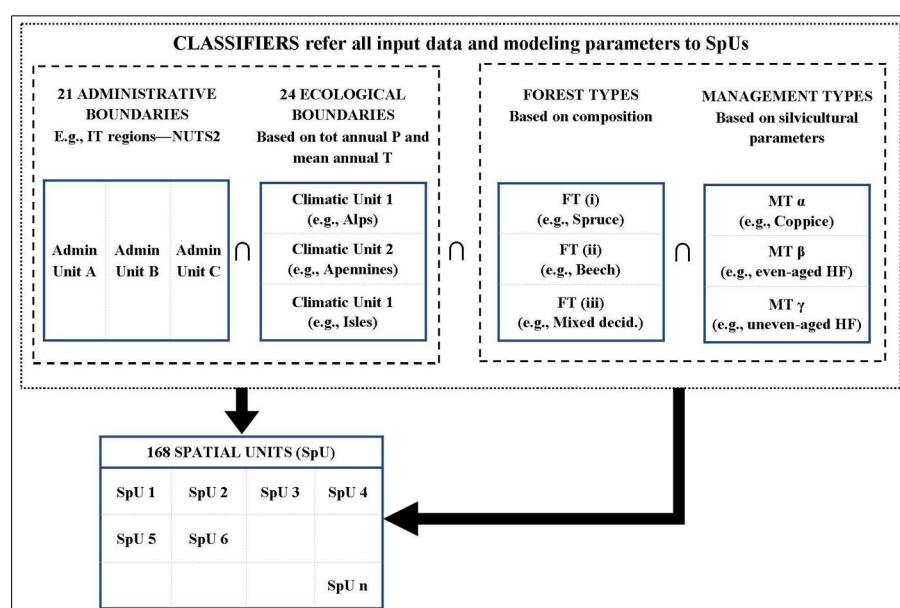 CLASSIFIERS refer all input data and modeling parameters to SpUs
21 ADMINISTRATIVE
BOUNDARIES
E.g., IT regions—NUTS2
24 ECOLOGICAL
BOUNDARIES
Based on tot annual P and
mean annual T
FOREST TYPES
Based on composition
MANAGEMENT TYPES
Based on silvicultural
parameters
Admin
Unit A
Admin
Unit B
Admin
Unit C
∩
Climatic Unit 1
(e.g., Alps)
Climatic Unit 2
(e.g., Apennines)
Climatic Unit 1
(e.g., Isles)
∩
FT (i)
(e.g., Spruce)
FT (ii)
(e.g., Beech)
FT (iii)
(e.g., Mixed decid.)
∩
MT α
(e.g., Coppice)
MT β
(e.g., even-aged HF)
MT γ
(e.g., uneven-aged HF)
168 SPATIAL UNITS (SpU)
SpU 1 SpU 2 SpU 3 SpU 4
SpU 5 SpU 6
SpU n